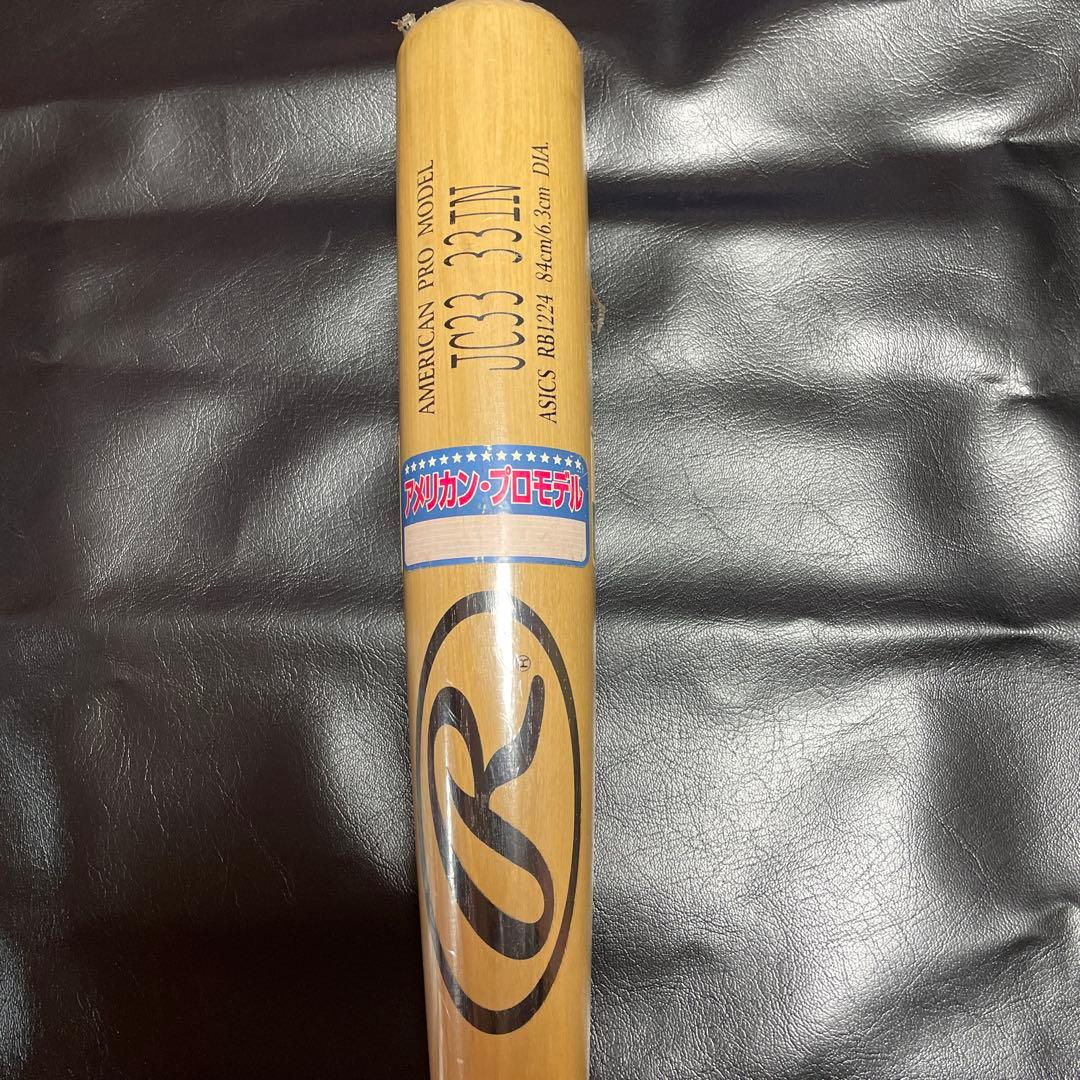 AMERICAN PRO MODEL
JC33 33IN
ASICS RB1224 84cm/6.3cm DIA.
アメリカン・プロモデル
R